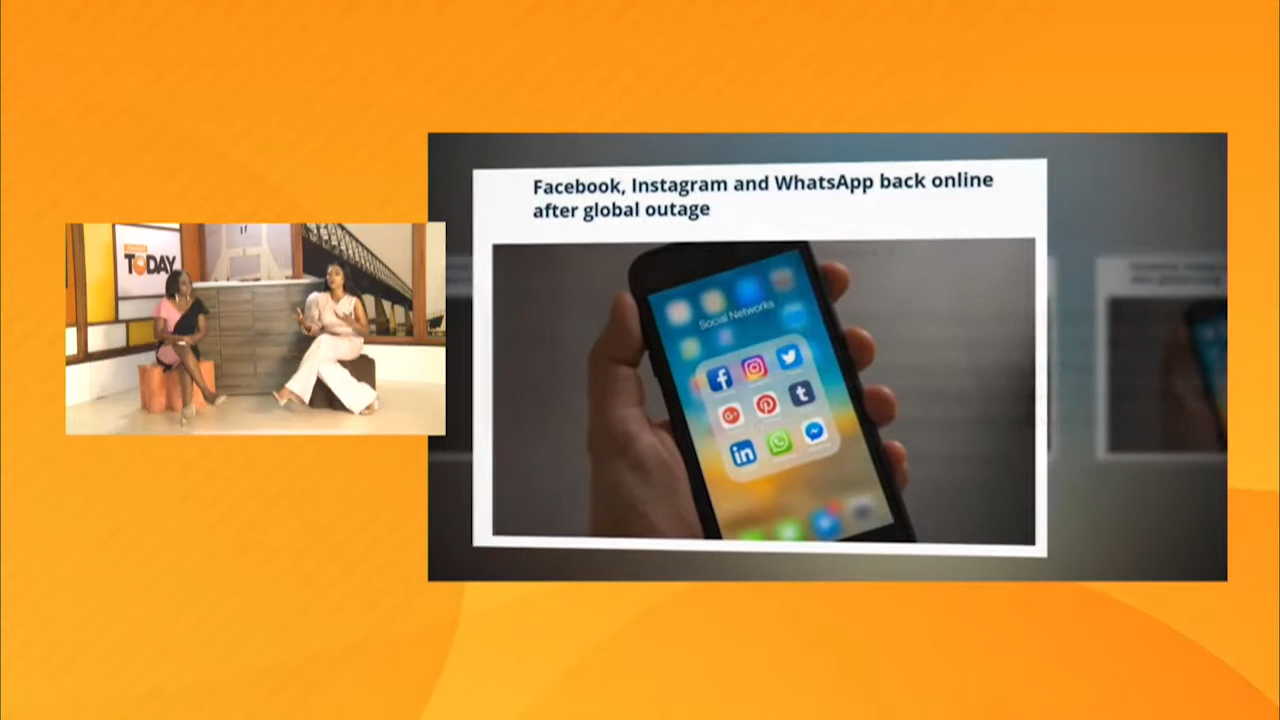 TODAY
Facebook, Instagram and WhatsApp back online
after global outage
Social Networks